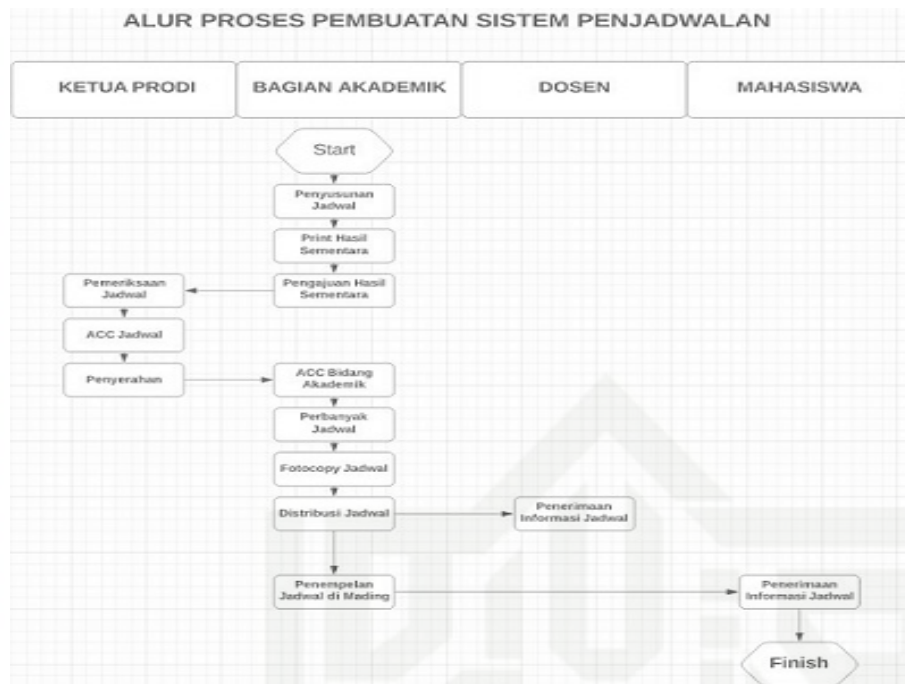 ALUR PROSES PEMBUATAN SISTEM PENJADWALAN
KETUA PRODI
BAGIAN AKADEMIK
DOSEN
MAHASISWA
Start
Penyusunan
Jadwal
Print Hasil
Sementara
Pengajuan Hasil
Sementara
Pemeriksaan
Jadwal
ACC Jadwal
Penyerahan
ACC Bidang
Akademik
Perbanyak
Jadwal
Fotocopy Jadwal
Distribusi Jadwal
Penerimaan
Informasi Jadwal
Penempelan
Jadwal di Mading
Penerimaan
Informasi Jadwal
Finish